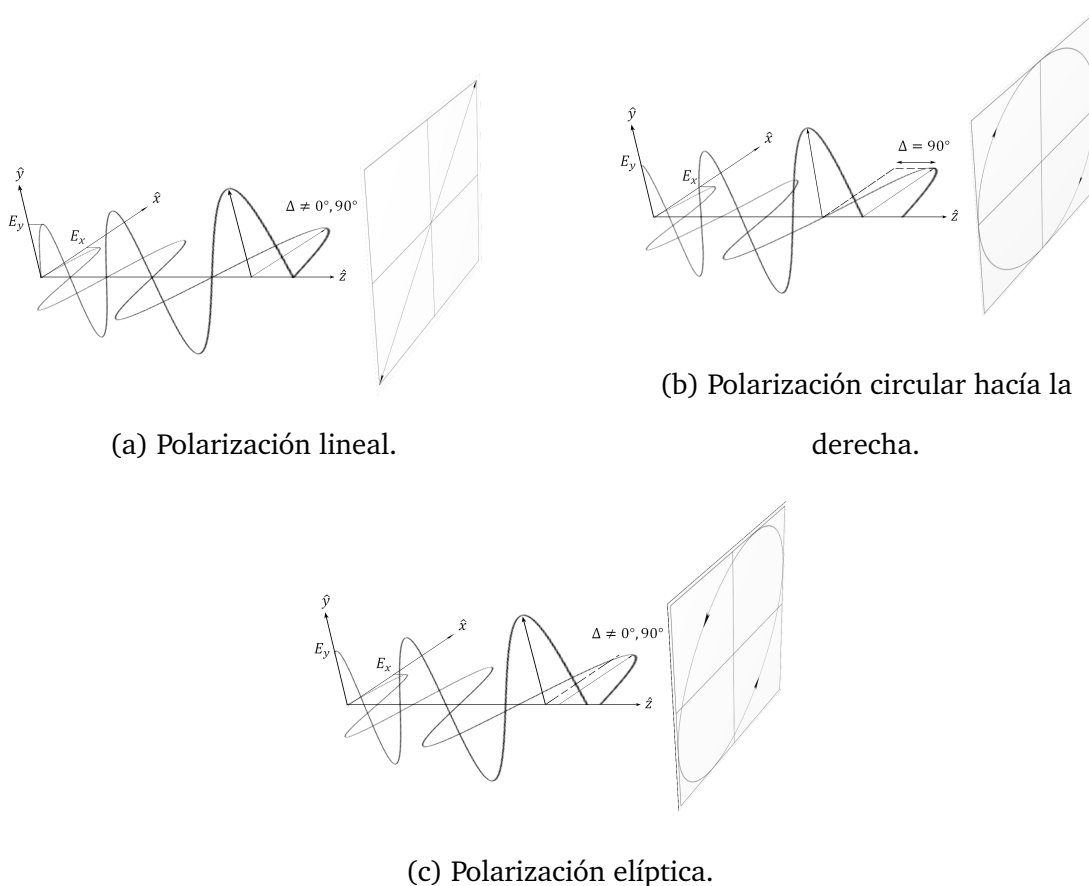 ŷ
x̂
E_y
E_x
Δ ≠ 0°, 90°
ẑ
(a) Polarización lineal.
ŷ
x̂
E_y
E_x
Δ = 90°
ẑ
(b) Polarización circular hacía la
derecha.
ŷ
x̂
E_y
E_x
Δ ≠ 0°, 90°
ẑ
(c) Polarización elíptica.